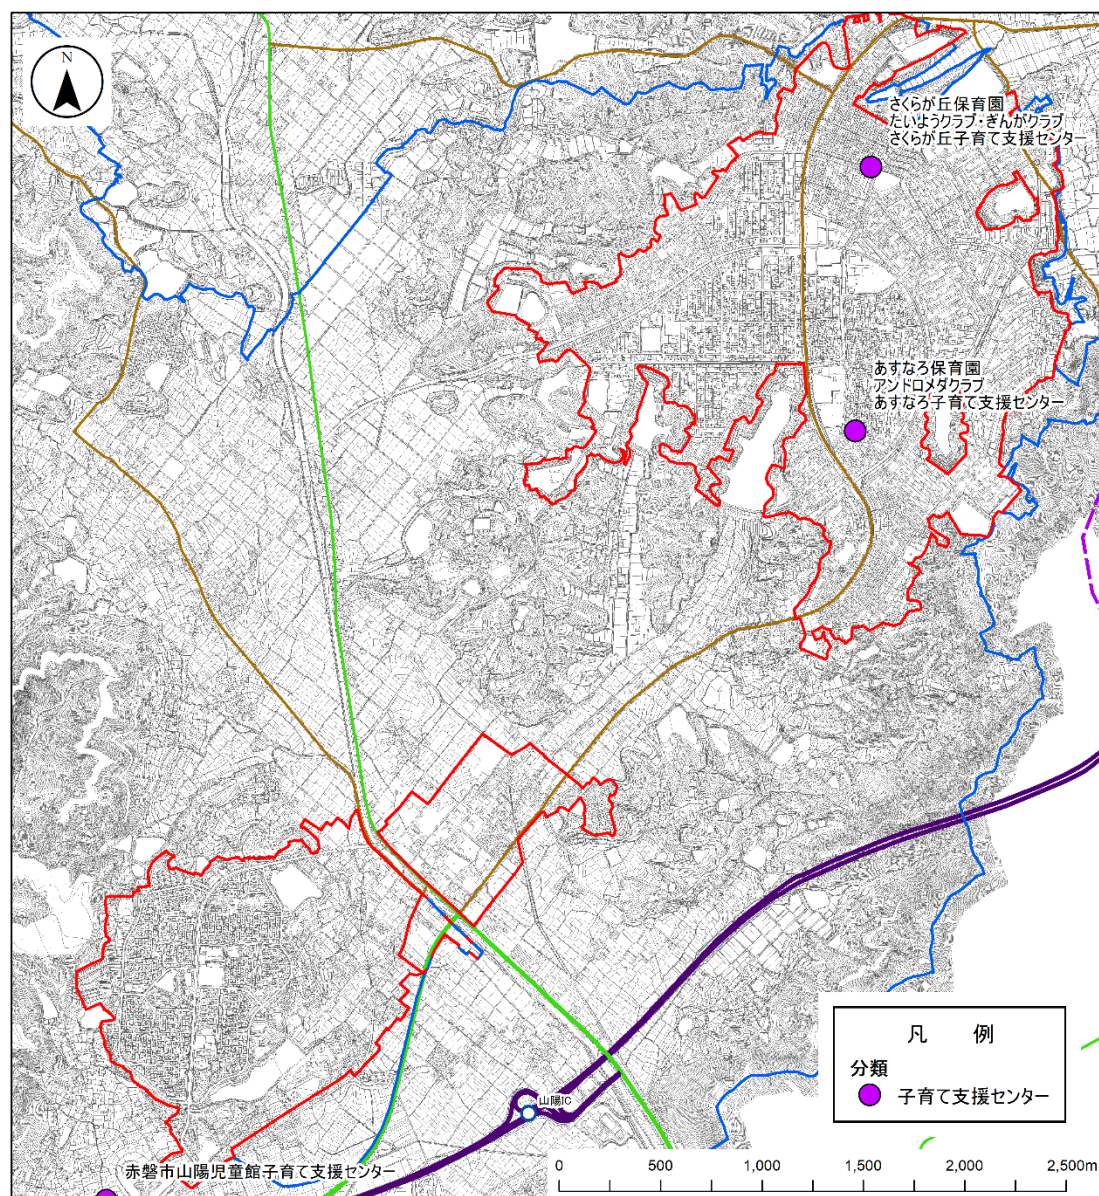 N
さくらが丘保育園
たいようクラブ・ぎんがクラブ
さくらが丘子育て支援センター
あすなろ保育園
アンドロメダクラブ
あすなろ子育て支援センター
山陽IC
赤磐市山陽児童館子育て支援センター
凡 例
分類
子育て支援センター
0 500 1,000 1,500 2,000 2,500m